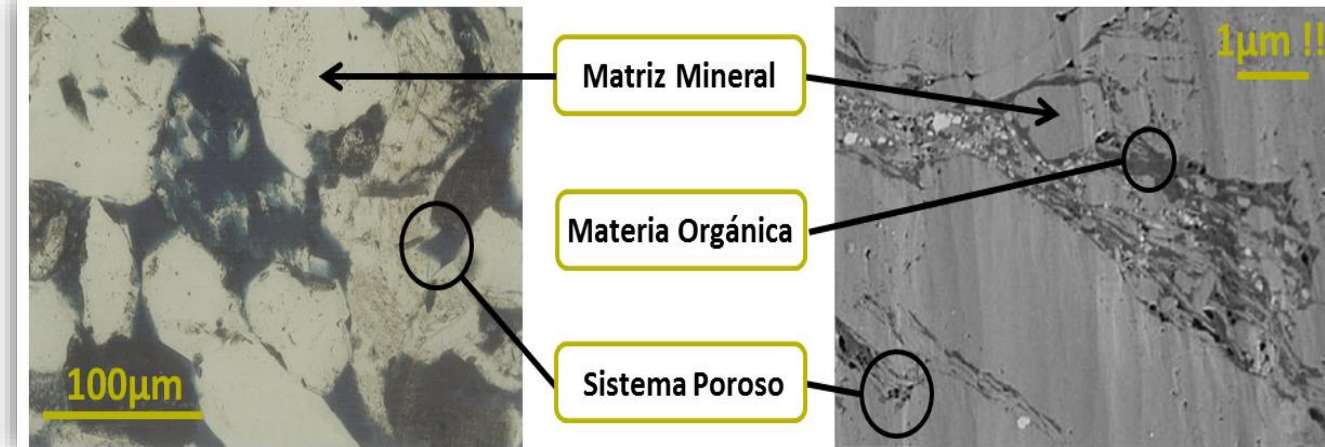 Matriz Mineral
Materia Orgánica
Sistema Poroso
100µm
1µm !!